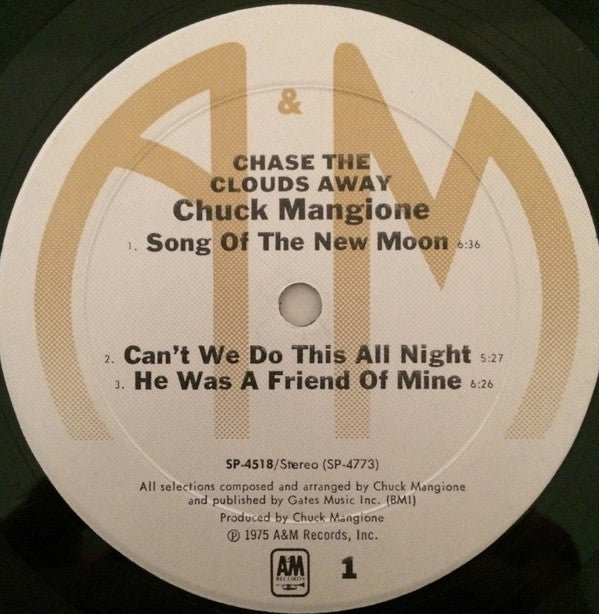 A & M
CHASE THE
CLOUDS AWAY
Chuck Mangione
1. Song Of The New Moon 6:36
2. Can't We Do This All Night 5:27
3. He Was A Friend Of Mine 6:26
SP-4518/Stereo (SP-4773)
All selections composed and arranged by Chuck Mangione
and published by Gates Music Inc. (BMI)
Produced by Chuck Mangione
℗ 1975 A&M Records, Inc.
A&M
RECORDS
1